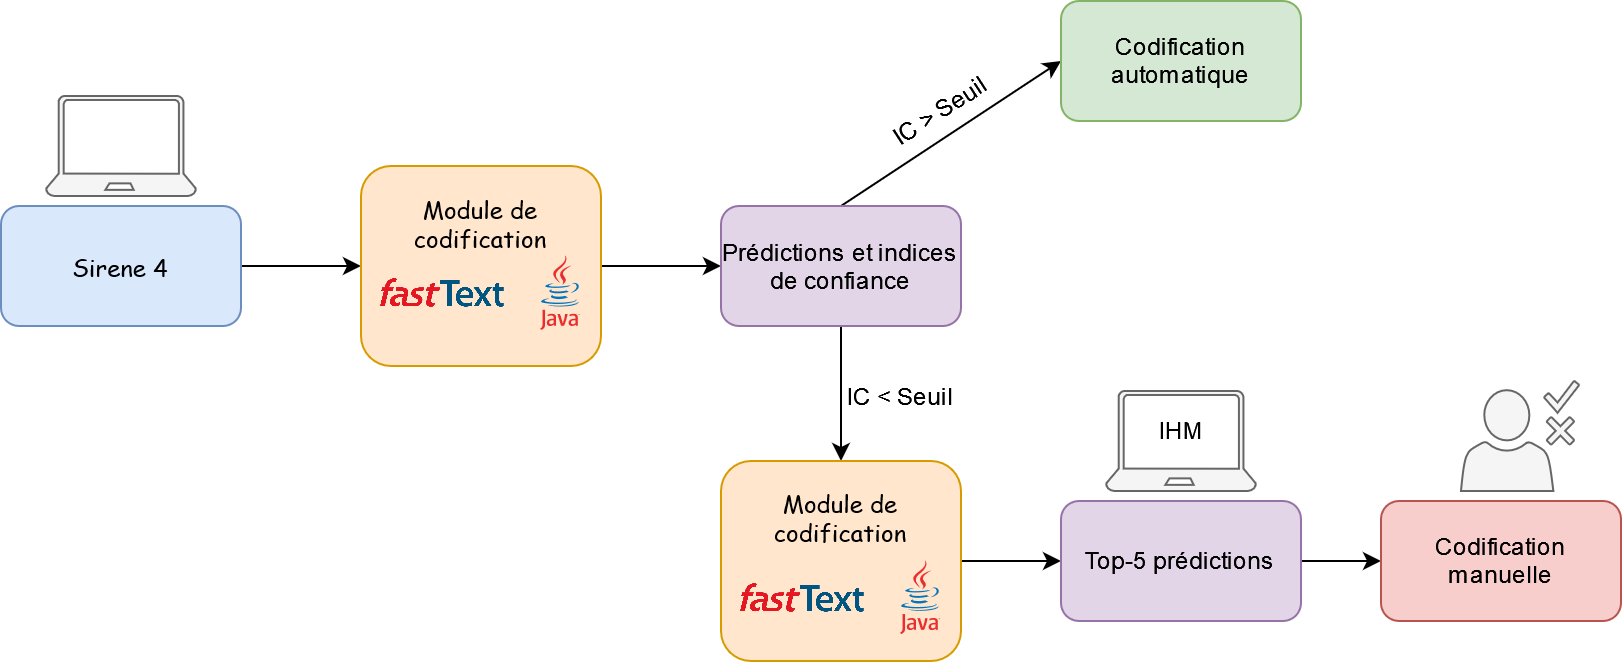 Codification
automatique
IC > Seuil
Sirene 4
Module de
codification
fastText
Java
Prédictions et indices
de confiance
IC < Seuil
Module de
codification
fastText
Java
IHM
Top-5 prédictions
Codification
manuelle